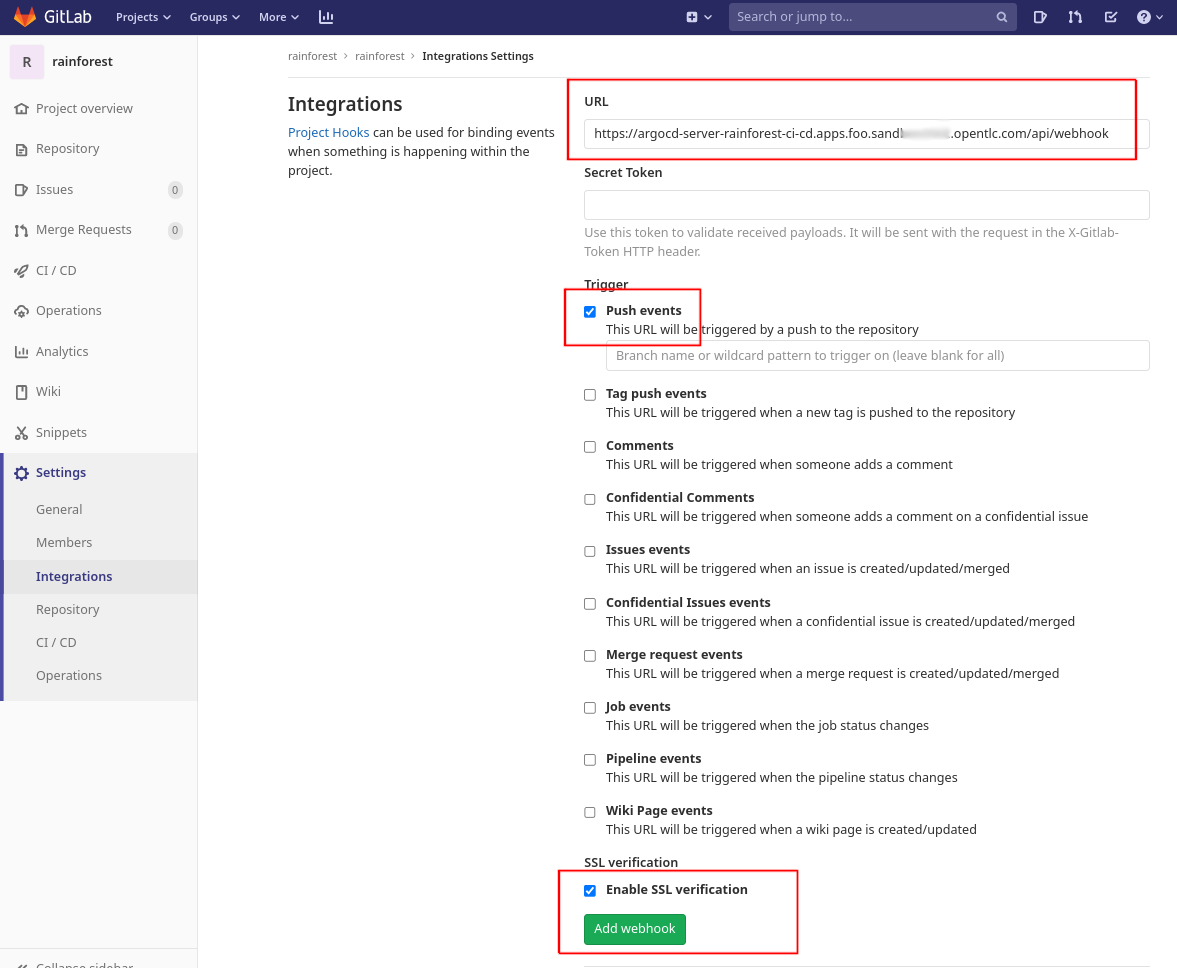 GitLab Projects Groups More Search or jump to...
R rainforest
Project overview
Repository
Issues 0
Merge Requests 0
CI / CD
Operations
Analytics
Wiki
Snippets
Settings
General
Members
Integrations
Repository
CI / CD
Operations
Collapse sidebar
rainforest › rainforest › Integrations Settings
Integrations
Project Hooks can be used for binding events
when something is happening within the
project.
URL
https://argocd-server-rainforest-ci-cd.apps.foo.sand .opentlc.com/api/webhook
Secret Token
Use this token to validate received payloads. It will be sent with the request in the X-Gitlab-
Token HTTP header.
Trigger
Push events
This URL will be triggered by a push to the repository
Branch name or wildcard pattern to trigger on (leave blank for all)
Tag push events
This URL will be triggered when a new tag is pushed to the repository
Comments
This URL will be triggered when someone adds a comment
Confidential Comments
This URL will be triggered when someone adds a comment on a confidential issue
Issues events
This URL will be triggered when an issue is created/updated/merged
Confidential Issues events
This URL will be triggered when a confidential issue is created/updated/merged
Merge request events
This URL will be triggered when a merge request is created/updated/merged
Job events
This URL will be triggered when the job status changes
Pipeline events
This URL will be triggered when the pipeline status changes
Wiki Page events
This URL will be triggered when a wiki page is created/updated
SSL verification
Enable SSL verification
Add webhook